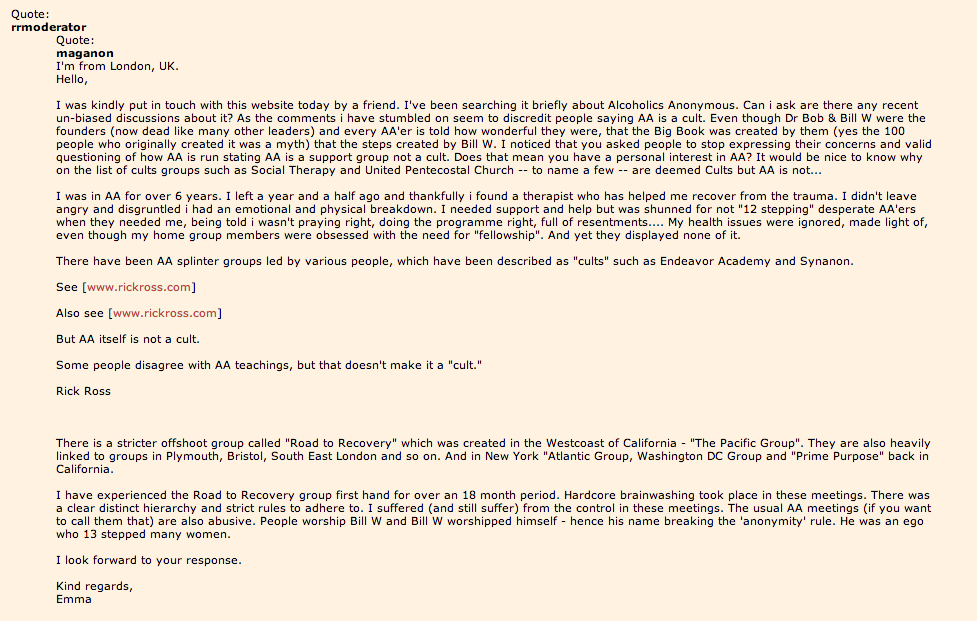 Quote:
rrmoderator
Quote:
maganon
I'm from London, UK.
Hello,
I was kindly put in touch with this website today by a friend. I've been searching it briefly about Alcoholics Anonymous. Can i ask are there any recent
un-biased discussions about it? As the comments i have stumbled on seem to discredit people saying AA is a cult. Even though Dr Bob & Bill W were the
founders (now dead like many other leaders) and every AA'er is told how wonderful they were, that the Big Book was created by them (yes the 100
people who originally created it was a myth) that the steps created by Bill W. I noticed that you asked people to stop expressing their concerns and valid
questioning of how AA is run stating AA is a support group not a cult. Does that mean you have a personal interest in AA? It would be nice to know why
on the list of cults groups such as Social Therapy and United Pentecostal Church -- to name a few -- are deemed Cults but AA is not...
I was in AA for over 6 years. I left a year and a half ago and thankfully i found a therapist who has helped me recover from the trauma. I didn't leave
angry and disgruntled i had an emotional and physical breakdown. I needed support and help but was shunned for not "12 stepping" desperate AA'ers
when they needed me, being told i wasn't praying right, doing the programme right, full of resentments.... My health issues were ignored, made light of,
even though my home group members were obsessed with the need for "fellowship". And yet they displayed none of it.
There have been AA splinter groups led by various people, which have been described as "cults" such as Endeavor Academy and Synanon.
See [www.rickross.com]
Also see [www.rickross.com]
But AA itself is not a cult.
Some people disagree with AA teachings, but that doesn't make it a "cult."
Rick Ross
There is a stricter offshoot group called "Road to Recovery" which was created in the Westcoast of California - "The Pacific Group". They are also heavily
linked to groups in Plymouth, Bristol, South East London and so on. And in New York "Atlantic Group, Washington DC Group and "Prime Purpose" back in
California.
I have experienced the Road to Recovery group first hand for over an 18 month period. Hardcore brainwashing took place in these meetings. There was
a clear distinct hierarchy and strict rules to adhere to. I suffered (and still suffer) from the control in these meetings. The usual AA meetings (if you want
to call them that) are also abusive. People worship Bill W and Bill W worshipped himself - hence his name breaking the 'anonymity' rule. He was an ego
who 13 stepped many women.
I look forward to your response.
Kind regards,
Emma